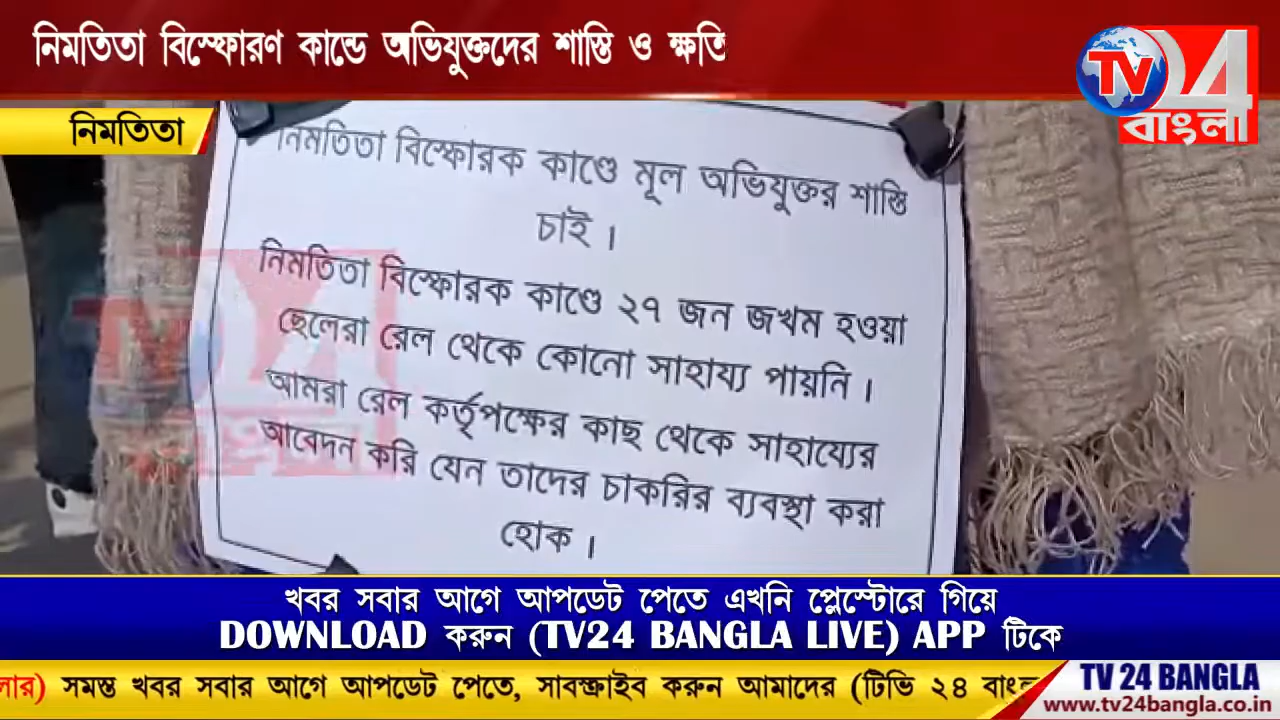 নিমতিতা বিস্ফোরণ কান্ডে অভিযুক্তদের শাস্তি ও ক্ষতি
TV24
বাংলা
নিমতিতা
নিমতিতা বিস্ফোরক কাণ্ডে মূল অভিযুক্তর শাস্তি
চাই ।
নিমতিতা বিস্ফোরক কাণ্ডে ২৭ জন জখম হওয়া
ছেলেরা রেল থেকে কোনো সাহায্য পায়নি ।
আমরা রেল কর্তৃপক্ষের কাছ থেকে সাহায্যের
আবেদন করি যেন তাদের চাকরির ব্যবস্থা করা
হোক ।
খবর সবার আগে আপডেট পেতে এখনি প্লেস্টোরে গিয়ে
DOWNLOAD করুন (TV24 BANGLA LIVE) APP টিকে
লার) সমস্ত খবর সবার আগে আপডেট পেতে, সাবস্ক্রাইব করুন আমাদের (টিভি ২৪ বাংল
TV 24 BANGLA
www.tv24bangla.co.in